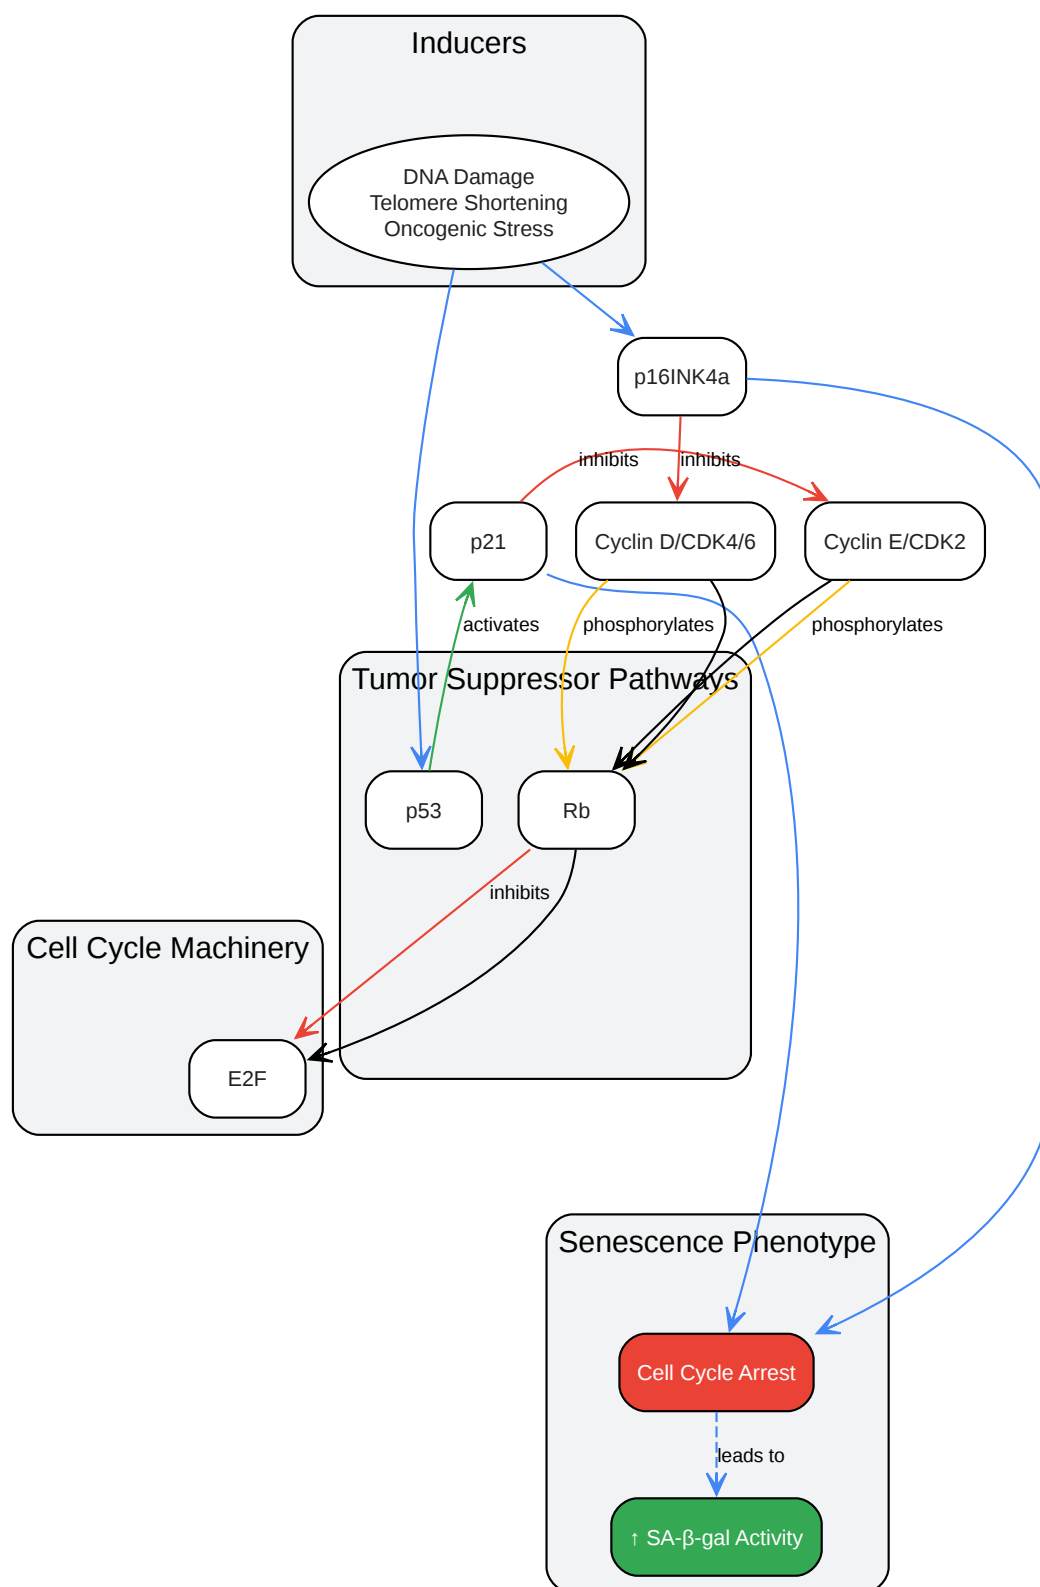 Inducers
DNA Damage
Telomere Shortening
Oncogenic Stress
p16INK4a
inhibits
inhibits
p21
Cyclin D/CDK4/6
Cyclin E/CDK2
activates
phosphorylates
phosphorylates
Tumor Suppressor Pathways
p53
Rb
inhibits
Cell Cycle Machinery
E2F
Senescence Phenotype
Cell Cycle Arrest
leads to
↑ SA-β-gal Activity